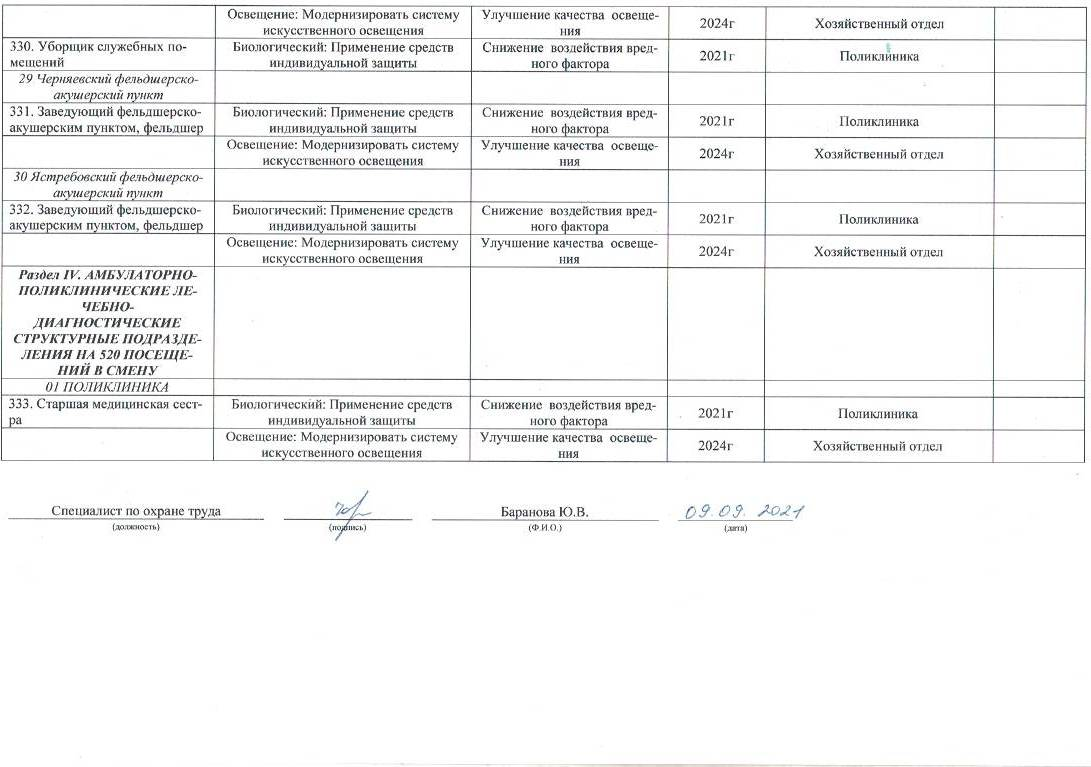 Освещение: Модернизировать систему
искусственного освещения
Улучшение качества освеще-
ния
2024г
Хозяйственный отдел
330. Уборщик служебных по-
мещений
Биологический: Применение средств
индивидуальной защиты
Снижение воздействия вред-
ного фактора
2021г
Поликлиника
29 Черняевский фельдшерско-
акушерский пункт
331. Заведующий фельдшерско-
акушерским пунктом, фельдшер
Биологический: Применение средств
индивидуальной защиты
Снижение воздействия вред-
ного фактора
2021г
Поликлиника
Освещение: Модернизировать систему
искусственного освещения
Улучшение качества освеще-
ния
2024г
Хозяйственный отдел
30 Ястребовский фельдшерско-
акушерский пункт
332. Заведующий фельдшерско-
акушерским пунктом, фельдшер
Биологический: Применение средств
индивидуальной защиты
Снижение воздействия вред-
ного фактора
2021г
Поликлиника
Освещение: Модернизировать систему
искусственного освещения
Улучшение качества освеще-
ния
2024г
Хозяйственный отдел
Раздел IV. АМБУЛАТОРНО-
ПОЛИКЛИНИЧЕСКИЕ ЛЕ-
ЧЕБНО-
ДИАГНОСТИЧЕСКИЕ
СТРУКТУРНЫЕ ПОДРАЗДЕ-
ЛЕНИЯ НА 520 ПОСЕЩЕ-
НИЙ В СМЕНУ
01 ПОЛИКЛИНИКА
333. Старшая медицинская сест-
ра
Биологический: Применение средств
индивидуальной защиты
Снижение воздействия вред-
ного фактора
2021г
Поликлиника
Освещение: Модернизировать систему
искусственного освещения
Улучшение качества освеще-
ния
2024г
Хозяйственный отдел
Специалист по охране труда
Баранова Ю.В.
09.09. 2021
(должность)
(подпись)
(Ф.И.О.)
(дата)